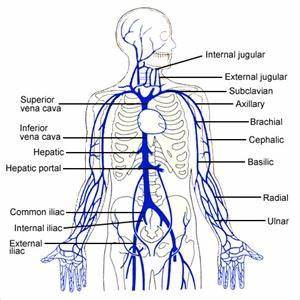 Internal jugular
External jugular
Subclavian
Axillary
Brachial
Cephalic
Basilic
Radial
Ulnar
Superior
vena cava
Inferior
vena cava
Hepatic
Hepatic portal
Common iliac
Internal iliac
External
iliac